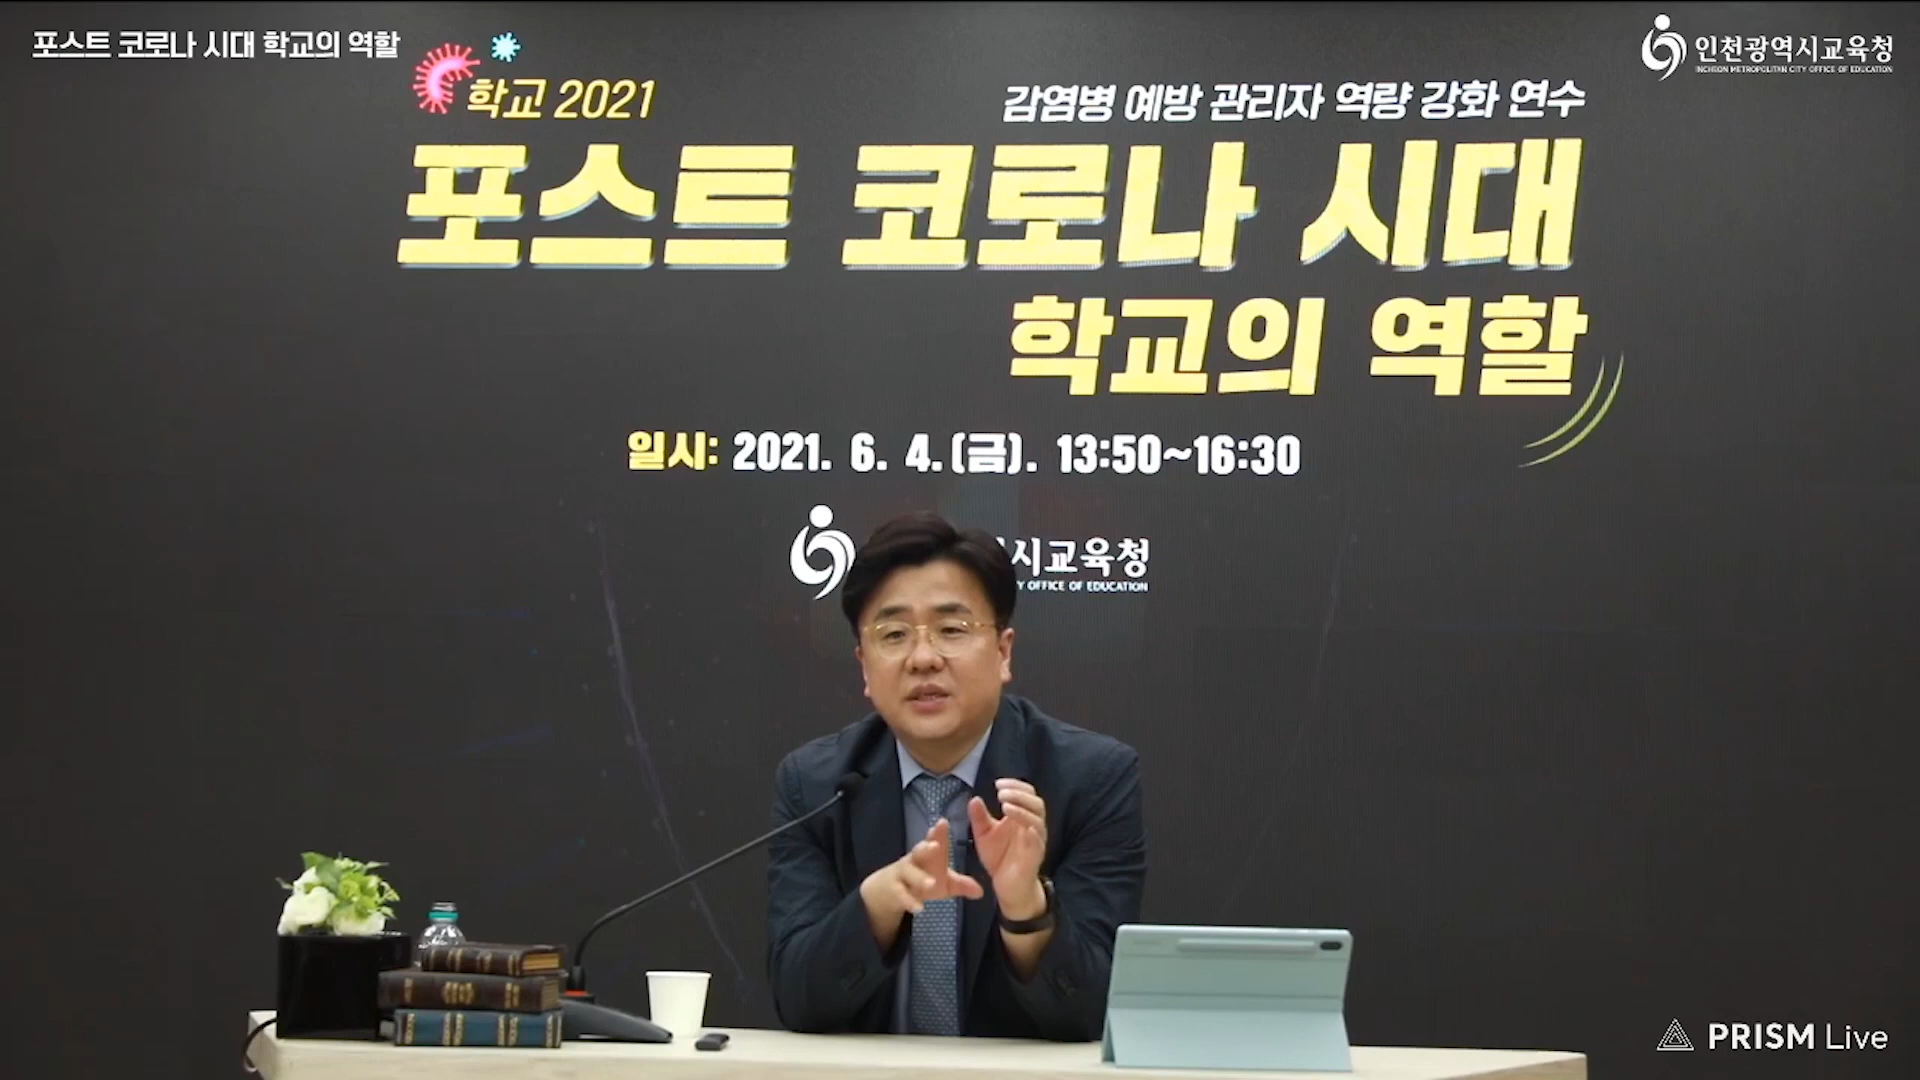 포스트 코로나 시대 학교의 역할
인천광역시교육청
INCHEON METROPOLITAN CITY OFFICE OF EDUCATION
학교 2021
감염병 예방 관리자 역량 강화 연수
포스트 코로나 시대
학교의 역할
일시: 2021. 6. 4.(금). 13:50~16:30
시교육청
Y OFFICE OF EDUCATION
PRISM Live